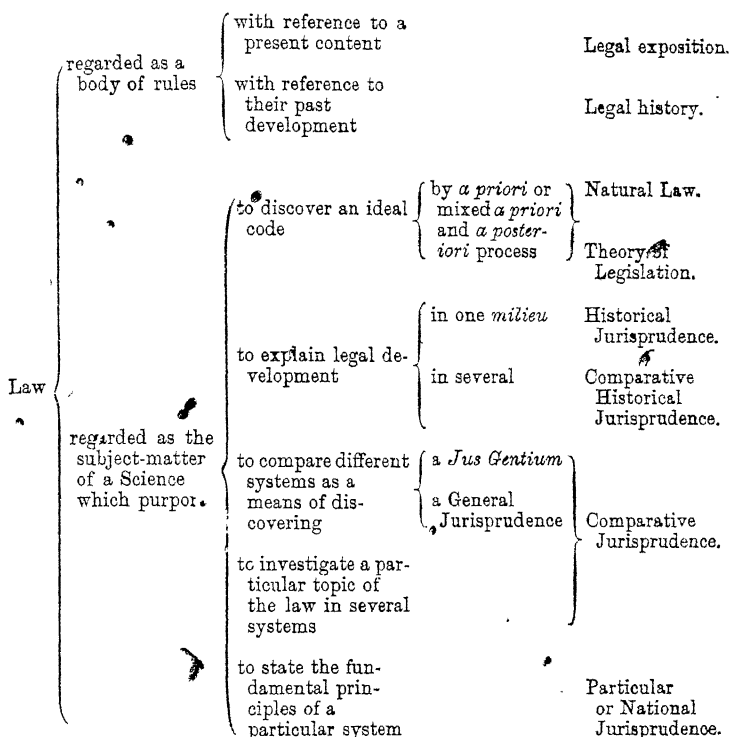 with reference to a
present content
Legal exposition.
regarded as a
body of rules
with reference to
their past
development
Legal history.
to discover an ideal
code
by a priori or
mixed a priori
and a poster-
iori process
Natural Law.
Theory of
Legislation.
in one milieu
Historical
Jurisprudence.
to explain legal de-
velopment
in several
Comparative
Historical
Jurisprudence.
Law
regarded as the
subject-matter
of a Science
which purpor
to compare different
systems as a
means of dis-
covering
a Jus Gentium
a General
Jurisprudence
Comparative
Jurisprudence.
to investigate a par-
ticular topic of
the law in several
systems
to state the fun-
damental prin-
ciples of a
particular system
Particular
or National
Jurisprudence.